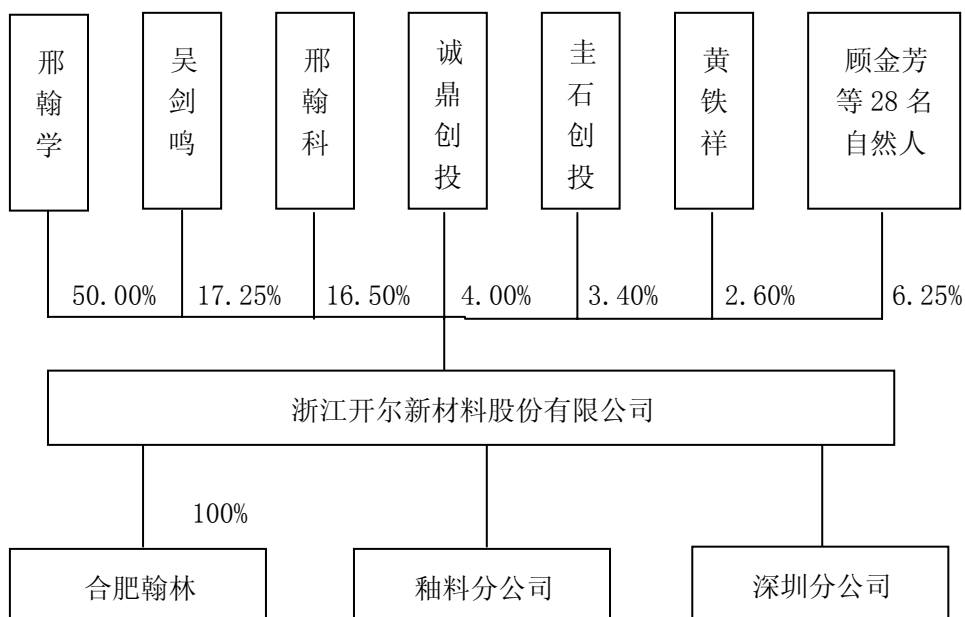 邢翰学
吴剑鸣
邢翰科
诚鼎创投
圭石创投
黄铁祥
顾金芳
等 28 名
自然人
50.00%
17.25%
16.50%
4.00%
3.40%
2.60%
6.25%
浙江开尔新材料股份有限公司
100%
合肥翰林
釉料分公司
深圳分公司